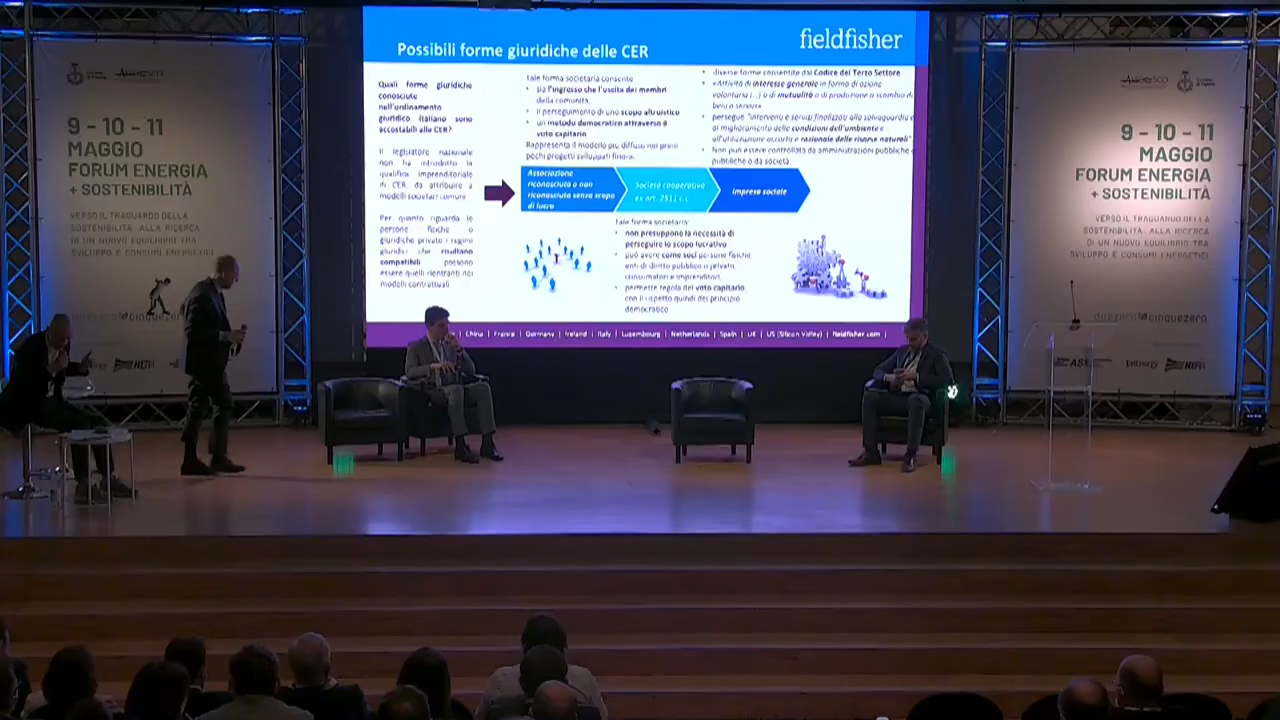 Possibili forme giuridiche delle CER
fieldfisher
Quali forme giuridiche
conosciute
nell'ordinamento
giuridico italiano sono
accostabili alle CER?
Il legislatore nazionale
non ha introdotto la
qualifica imprenditoriale
di CER, da attribuire a
modelli societari comuni
Per quanto riguarda le
persone fisiche o
giuridiche private i regimi
giuridici che risultano
compatibili possono
essere quelli rientranti nei
modelli contrattuali
Tale forma societaria consente
• sia l'ingresso che l'uscita dei membri
della comunità,
• il perseguimento di uno scopo altruistico
• un metodo democratico attraverso il
voto capitario
Rappresenta il modello più diffuso nei primi
pochi progetti sviluppati finora.
• diverse forme consentite dal Codice del Terzo Settore
• «Attività di interesse generale in forma di azione
volontaria (...) o di mutualità o di produzione o scambio di
beni o servizi»
• persegue "interventi e servizi finalizzati alla salvaguardia e
al miglioramento delle condizioni dell'ambiente e
all'utilizzazione accorta e razionale delle risorse naturali"
• Non può essere controllata da amministrazioni pubbliche o
pubbliche o da società
Associazione
riconosciuta o non
riconosciuta senza scopo
di lucro
Società cooperativa
ex art. 2511 c.c
Impresa sociale
Tale forma societaria:
• non presuppone la necessità di
perseguire lo scopo lucrativo
• può avere come soci persone fisiche,
enti di diritto pubblico o privato,
consumatori e imprenditori
• permette regola del voto capitario
con il rispetto quindi del principio
democratico
| China | France | Germany | Ireland | Italy | Luxembourg | Netherlands | Spain | UK | US (Silicon Valley) | fieldfisher.com |
9 - 10 - 11
MAGGIO
FORUM ENERGIA
+ SOSTENIBILITÀ
VERSO IL TRAGUARDO DELLA
SOSTENIBILITÀ: ALLA RICERCA
DI UN NUOVO EQUILIBRIO TRA
SVILUPPO E CONSUMI ENERGETICI
9 - 10 - 11
MAGGIO
FORUM ENERGIA
+ SOSTENIBILITÀ
VERSO IL TRAGUARDO DELLA
SOSTENIBILITÀ: ALLA RICERCA
DI UN NUOVO EQUILIBRIO TRA
SVILUPPO E CONSUMI ENERGETICI
duezerocinquezero